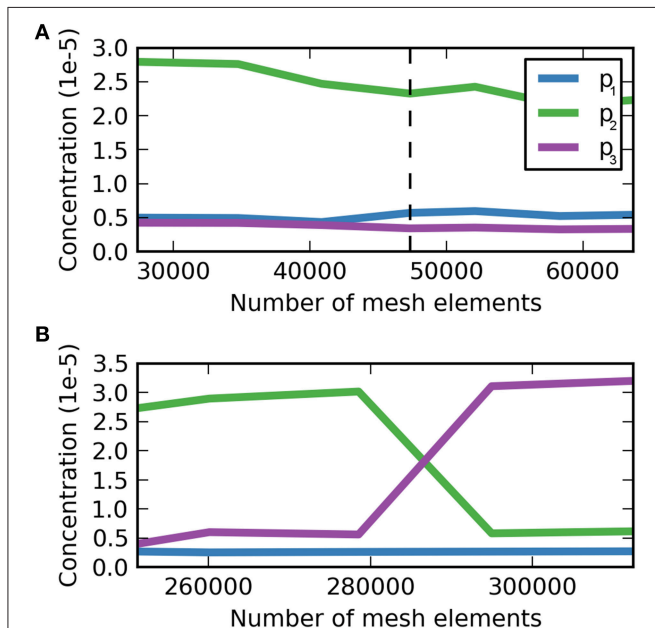 A
3.0
2.5
2.0
1.5
1.0
0.5
0.0
Concentration (1e-5)
p1
p2
p3
30000 40000 50000 60000
Number of mesh elements
B
3.5
3.0
2.5
2.0
1.5
1.0
0.5
0.0
Concentration (1e-5)
260000 280000 300000
Number of mesh elements